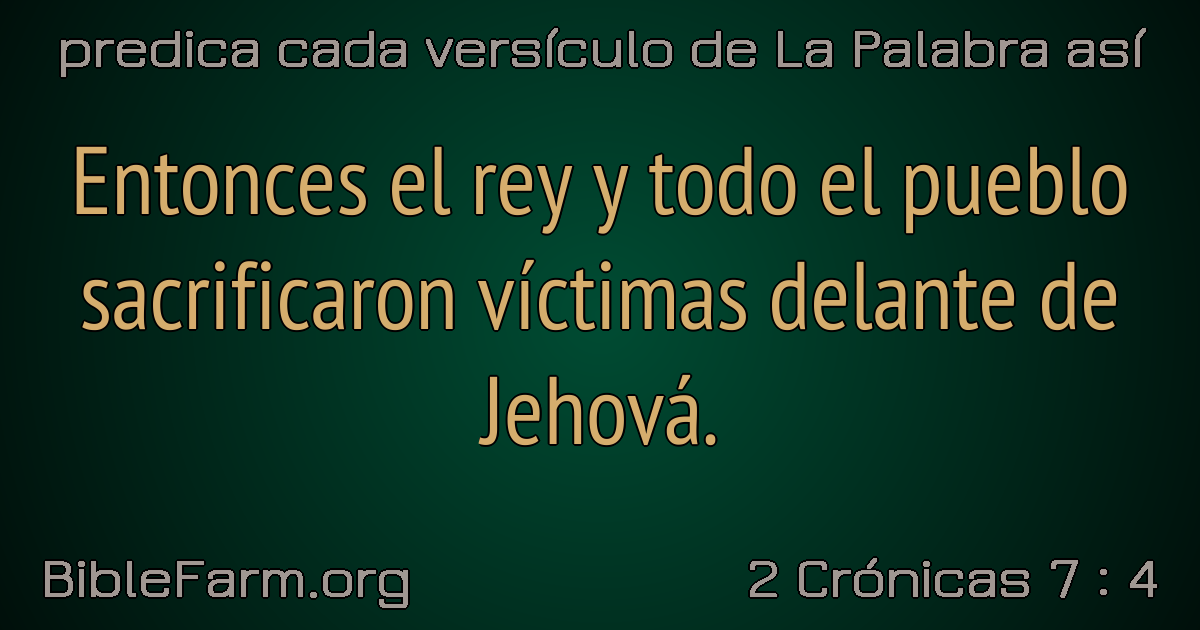 predica cada versículo de La Palabra así
Entonces el rey y todo el pueblo
sacrificaron víctimas delante de
Jehová.
BibleFarm.org
2 Crónicas 7 : 4